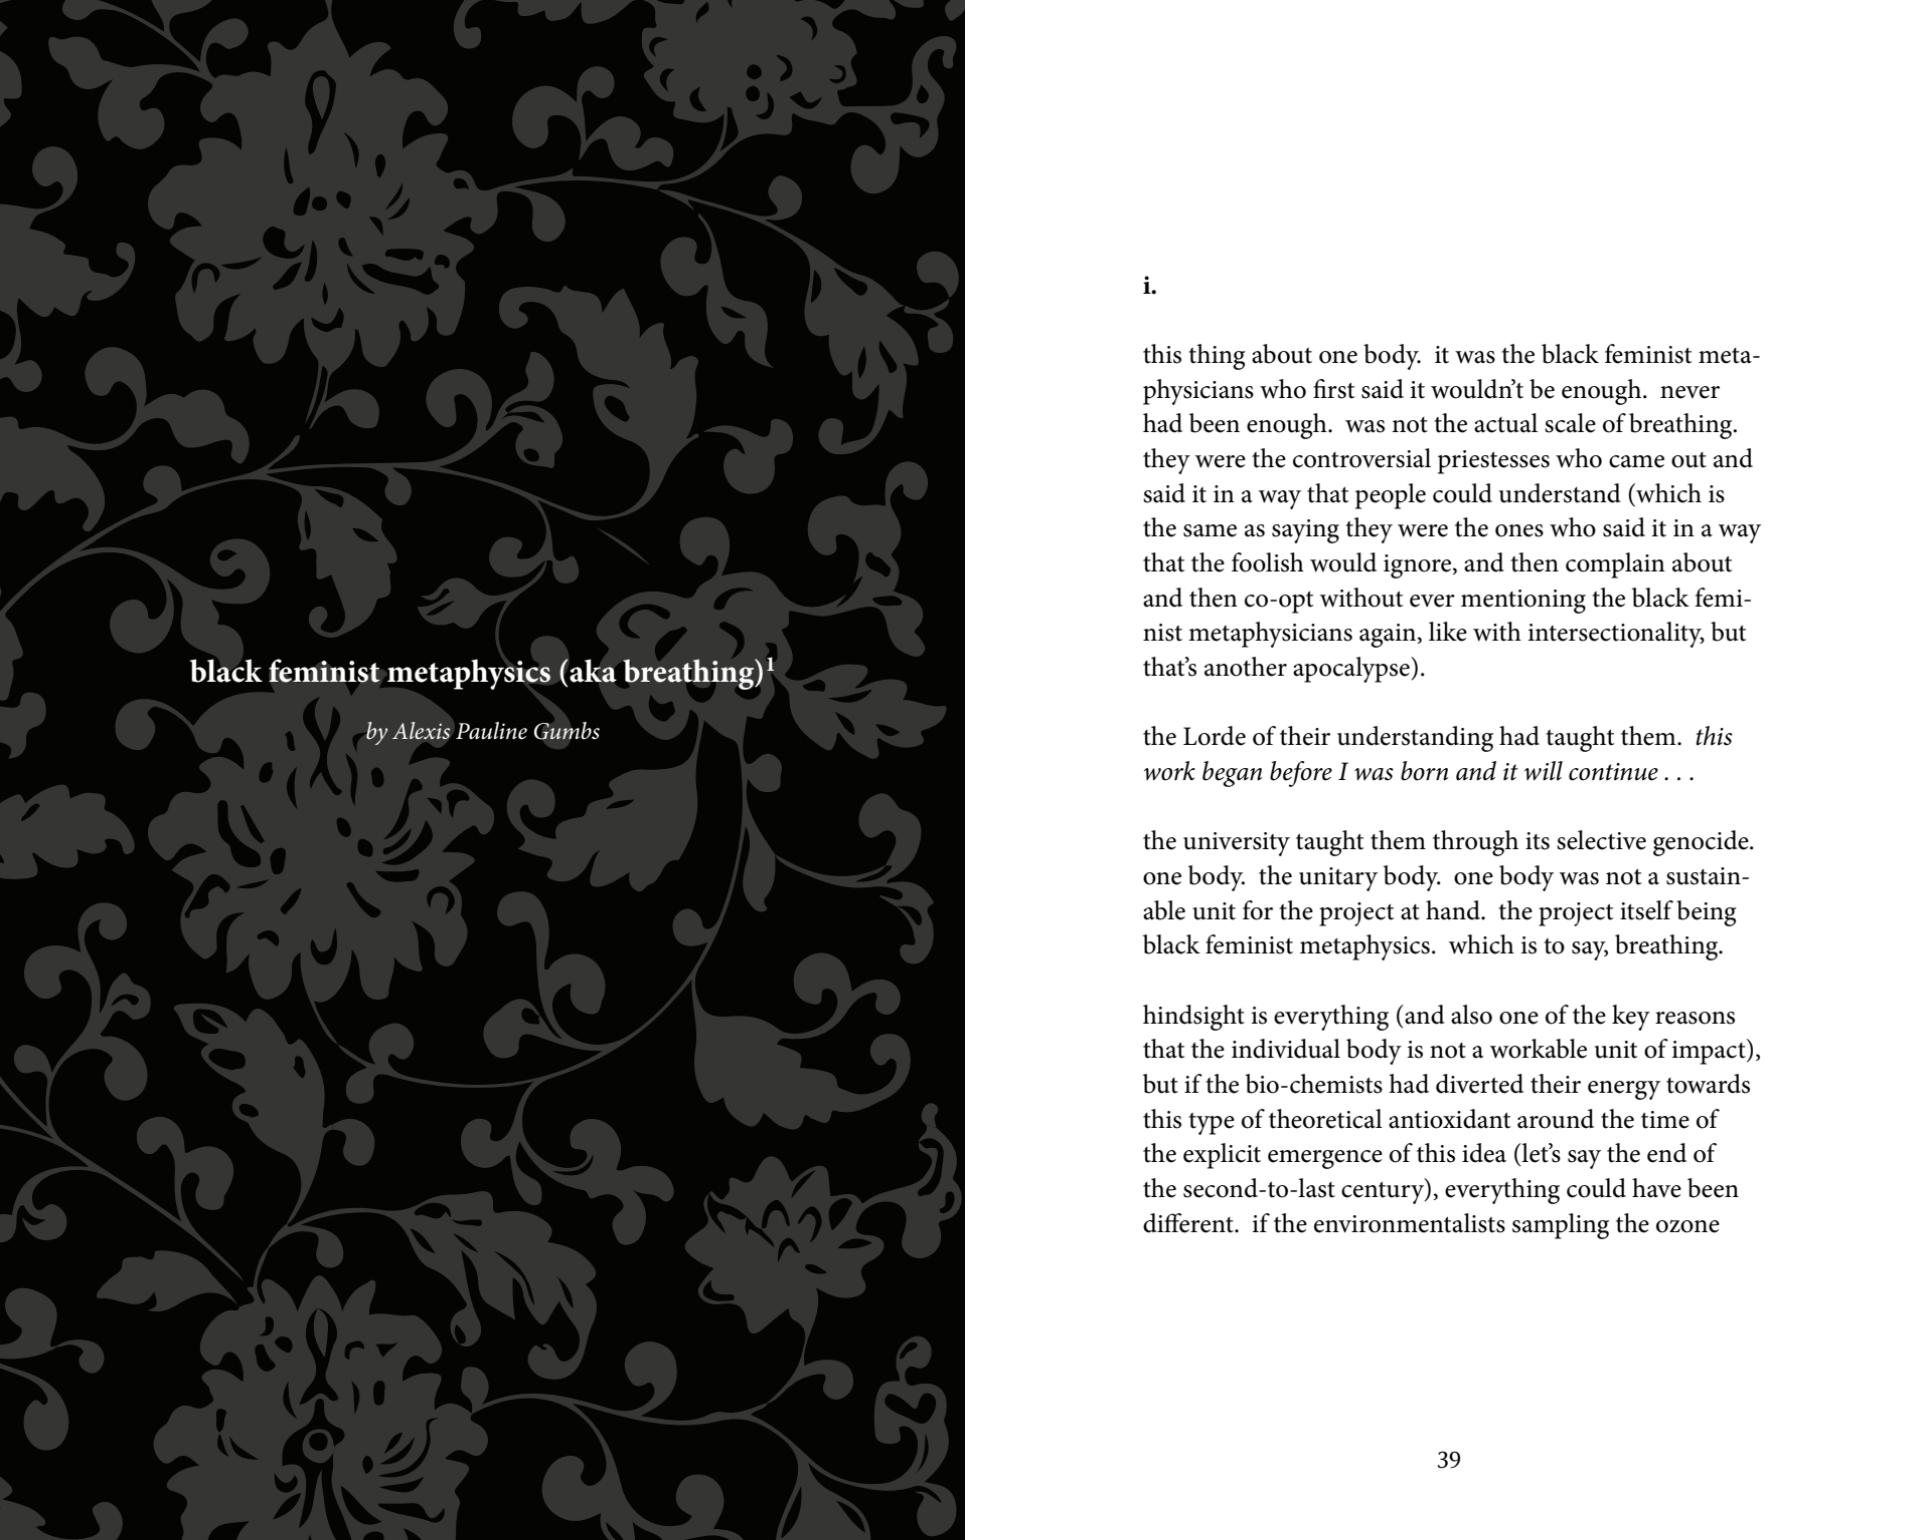 black feminist metaphysics (aka breathing)¹
by Alexis Pauline Gumbs
i.
this thing about one body.  it was the black feminist meta-
physicians who first said it wouldn’t be enough.  never
had been enough.  was not the actual scale of breathing.
they were the controversial priestesses who came out and
said it in a way that people could understand (which is
the same as saying they were the ones who said it in a way
that the foolish would ignore, and then complain about
and then co-opt without ever mentioning the black femi-
nist metaphysicians again, like with intersectionality, but
that’s another apocalypse).
the Lorde of their understanding had taught them.  this
work began before I was born and it will continue . . .
the university taught them through its selective genocide.
one body.  the unitary body.  one body was not a sustain-
able unit for the project at hand.  the project itself being
black feminist metaphysics.  which is to say, breathing.
hindsight is everything (and also one of the key reasons
that the individual body is not a workable unit of impact),
but if the bio-chemists had diverted their energy towards
this type of theoretical antioxidant around the time of
the explicit emergence of this idea (let’s say the end of
the second-to-last century), everything could have been
different.  if the environmentalists sampling the ozone
39